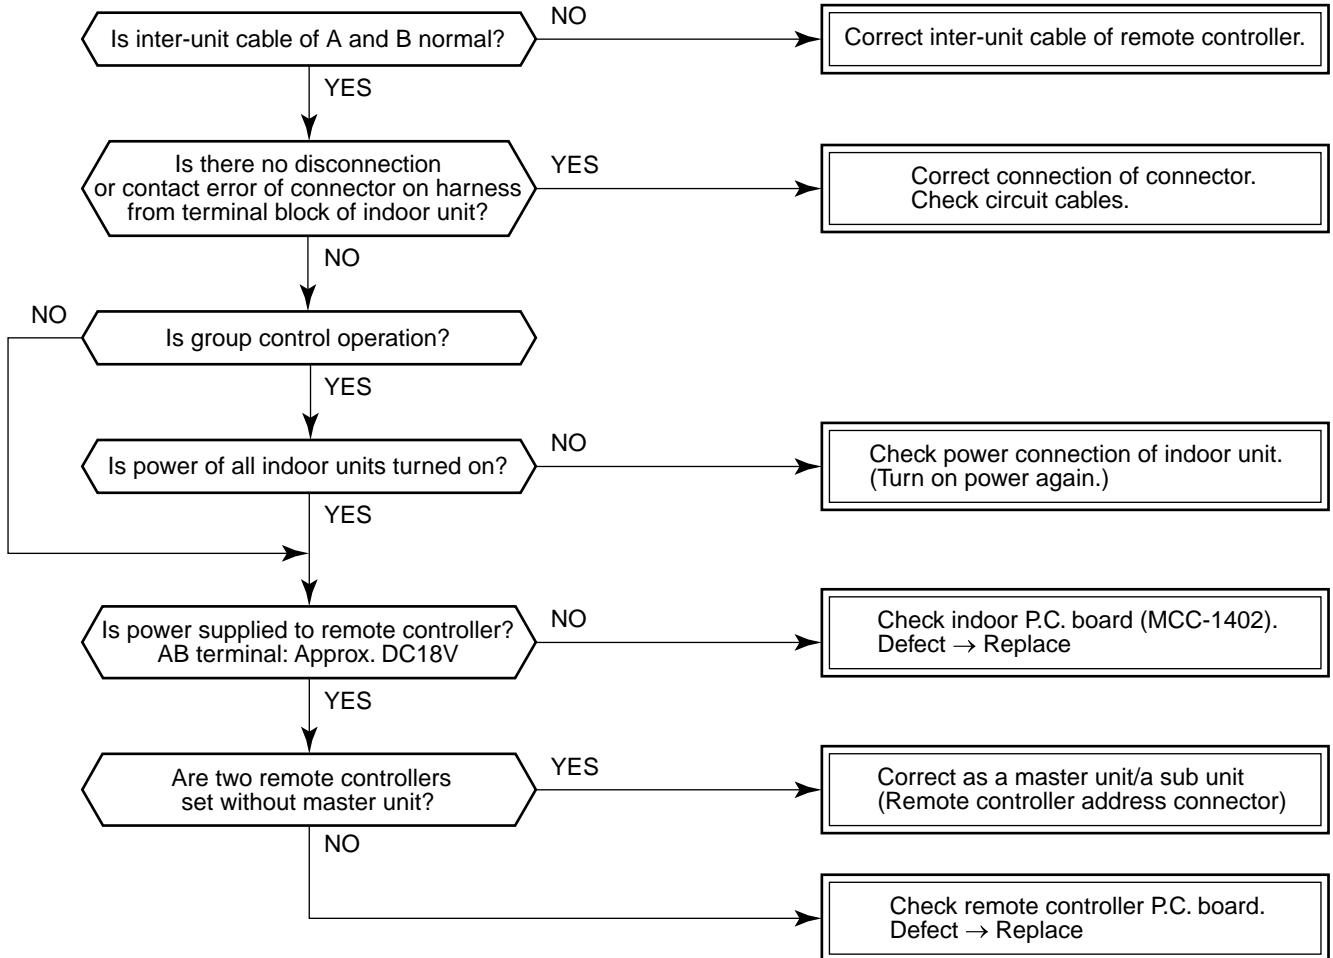 Is inter-unit cable of A and B normal?
NO
Correct inter-unit cable of remote controller.
YES
Is there no disconnection
or contact error of connector on harness
from terminal block of indoor unit?
YES
Correct connection of connector.
Check circuit cables.
NO
NO
Is group control operation?
YES
Is power of all indoor units turned on?
NO
Check power connection of indoor unit.
(Turn on power again.)
YES
Is power supplied to remote controller?
AB terminal: Approx. DC18V
NO
Check indoor P.C. board (MCC-1402).
Defect → Replace
YES
Are two remote controllers
set without master unit?
YES
Correct as a master unit/a sub unit
(Remote controller address connector)
NO
Check remote controller P.C. board.
Defect → Replace